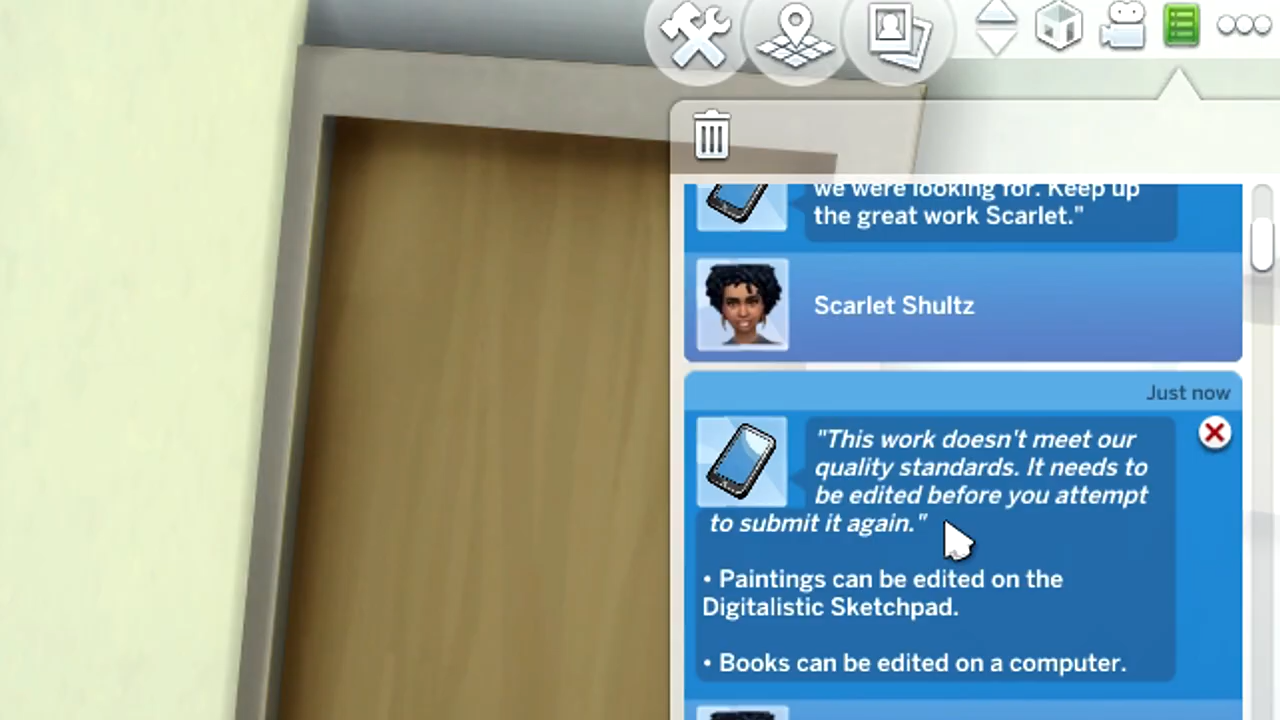 we were looking for. Keep up
the great work Scarlet."
Scarlet Shultz
Just now
"This work doesn't meet our
quality standards. It needs to
be edited before you attempt
to submit it again."
• Paintings can be edited on the
Digitalistic Sketchpad.
• Books can be edited on a computer.